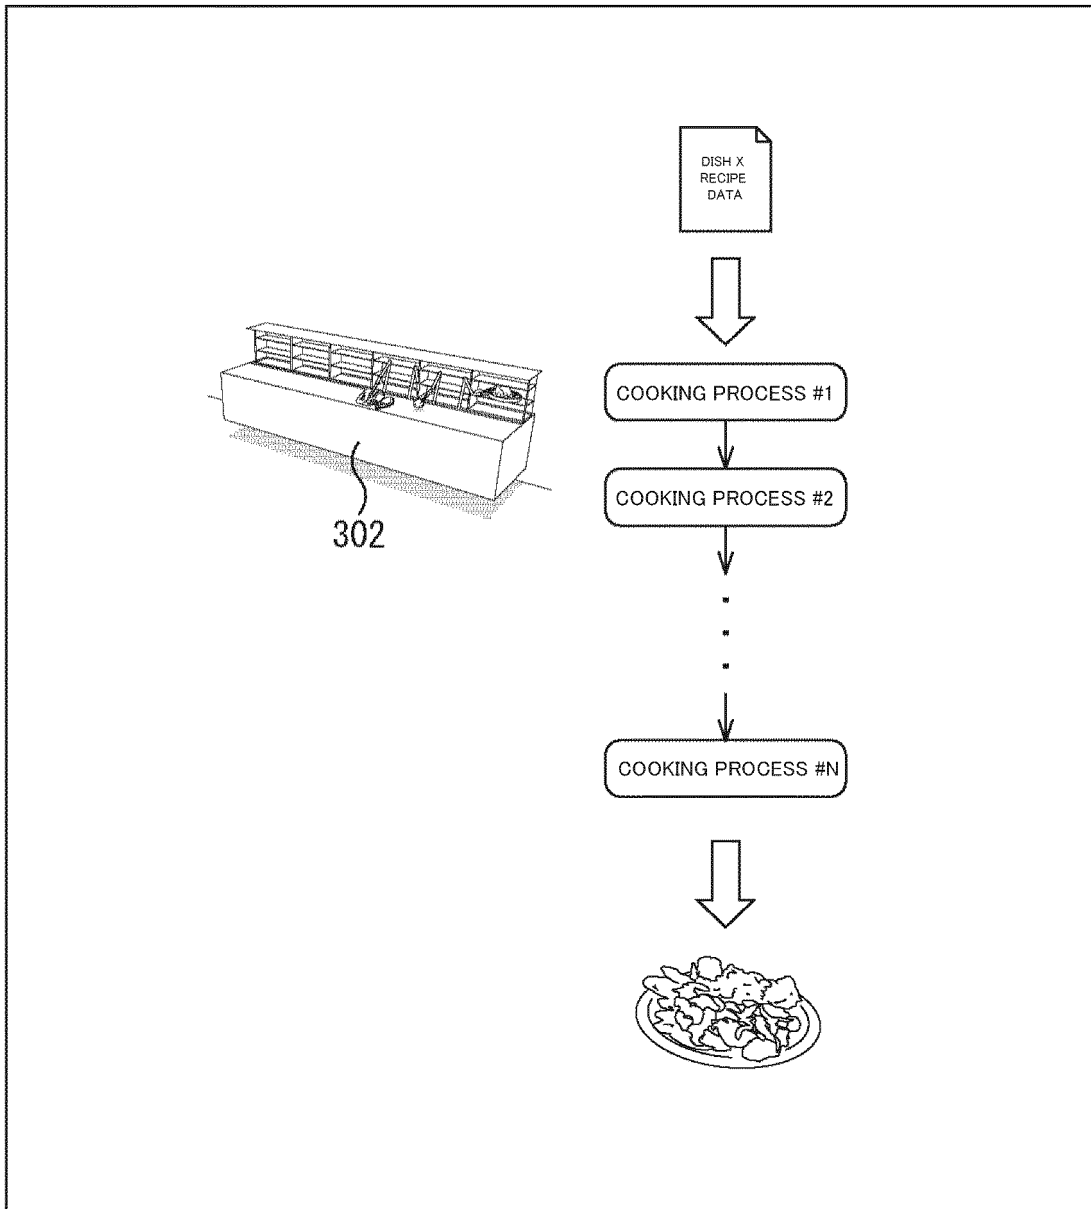 DISH X
RECIPE
DATA
COOKING PROCESS #1
302
COOKING PROCESS #2
COOKING PROCESS #N